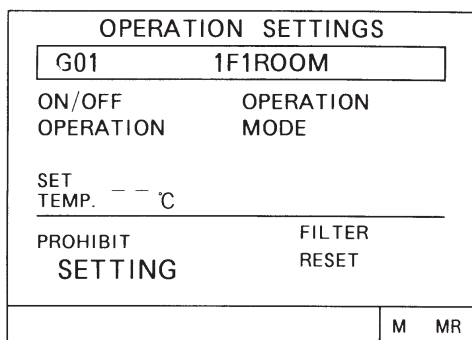 OPERATION SETTINGS
G01 1F1ROOM
ON/OFF OPERATION
OPERATION MODE
SET
TEMP. – – °C
PROHIBIT FILTER
SETTING RESET
M MR